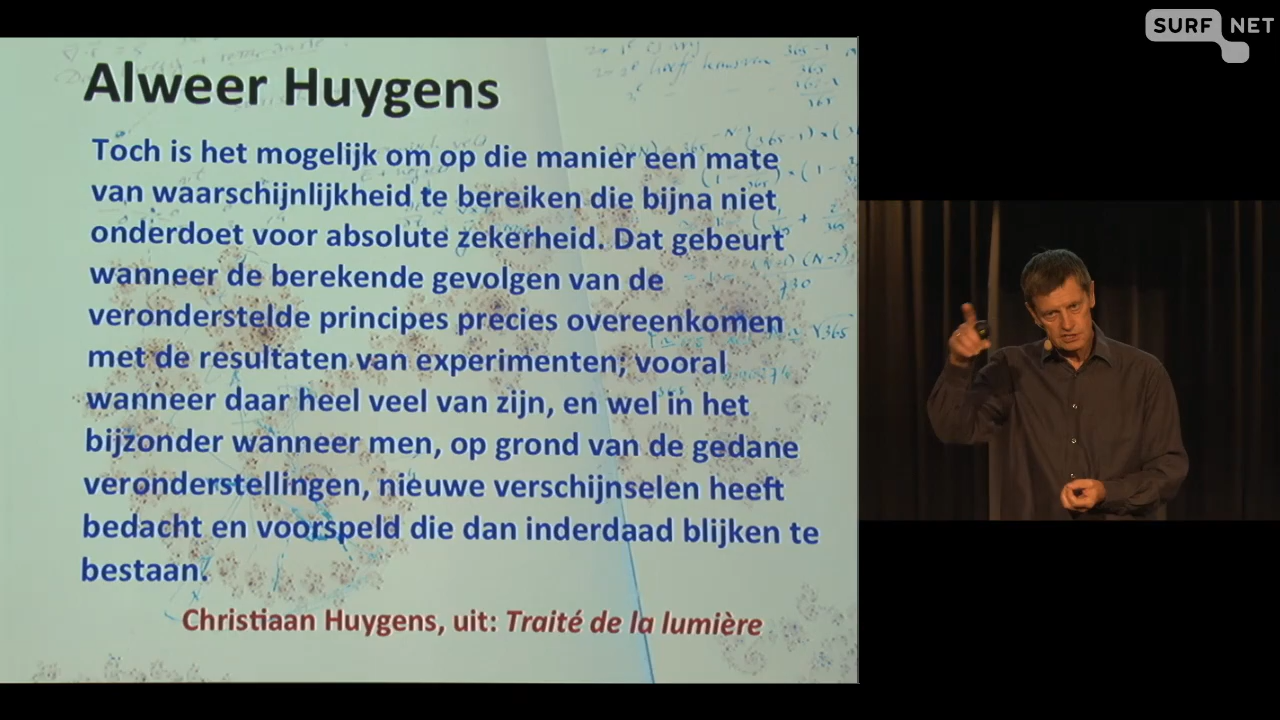 SURF NET
Alweer Huygens
Toch is het mogelijk om op die manier een mate
van waarschijnlijkheid te bereiken die bijna niet
onderdoet voor absolute zekerheid. Dat gebeurt
wanneer de berekende gevolgen van de
veronderstelde principes precies overeenkomen
met de resultaten van experimenten; vooral
wanneer daar heel veel van zijn, en wel in het
bijzonder wanneer men, op grond van de gedane
veronderstellingen, nieuwe verschijnselen heeft
bedacht en voorspeld die dan inderdaad blijken te
bestaan.
Christiaan Huygens, uit: Traité de la lumière